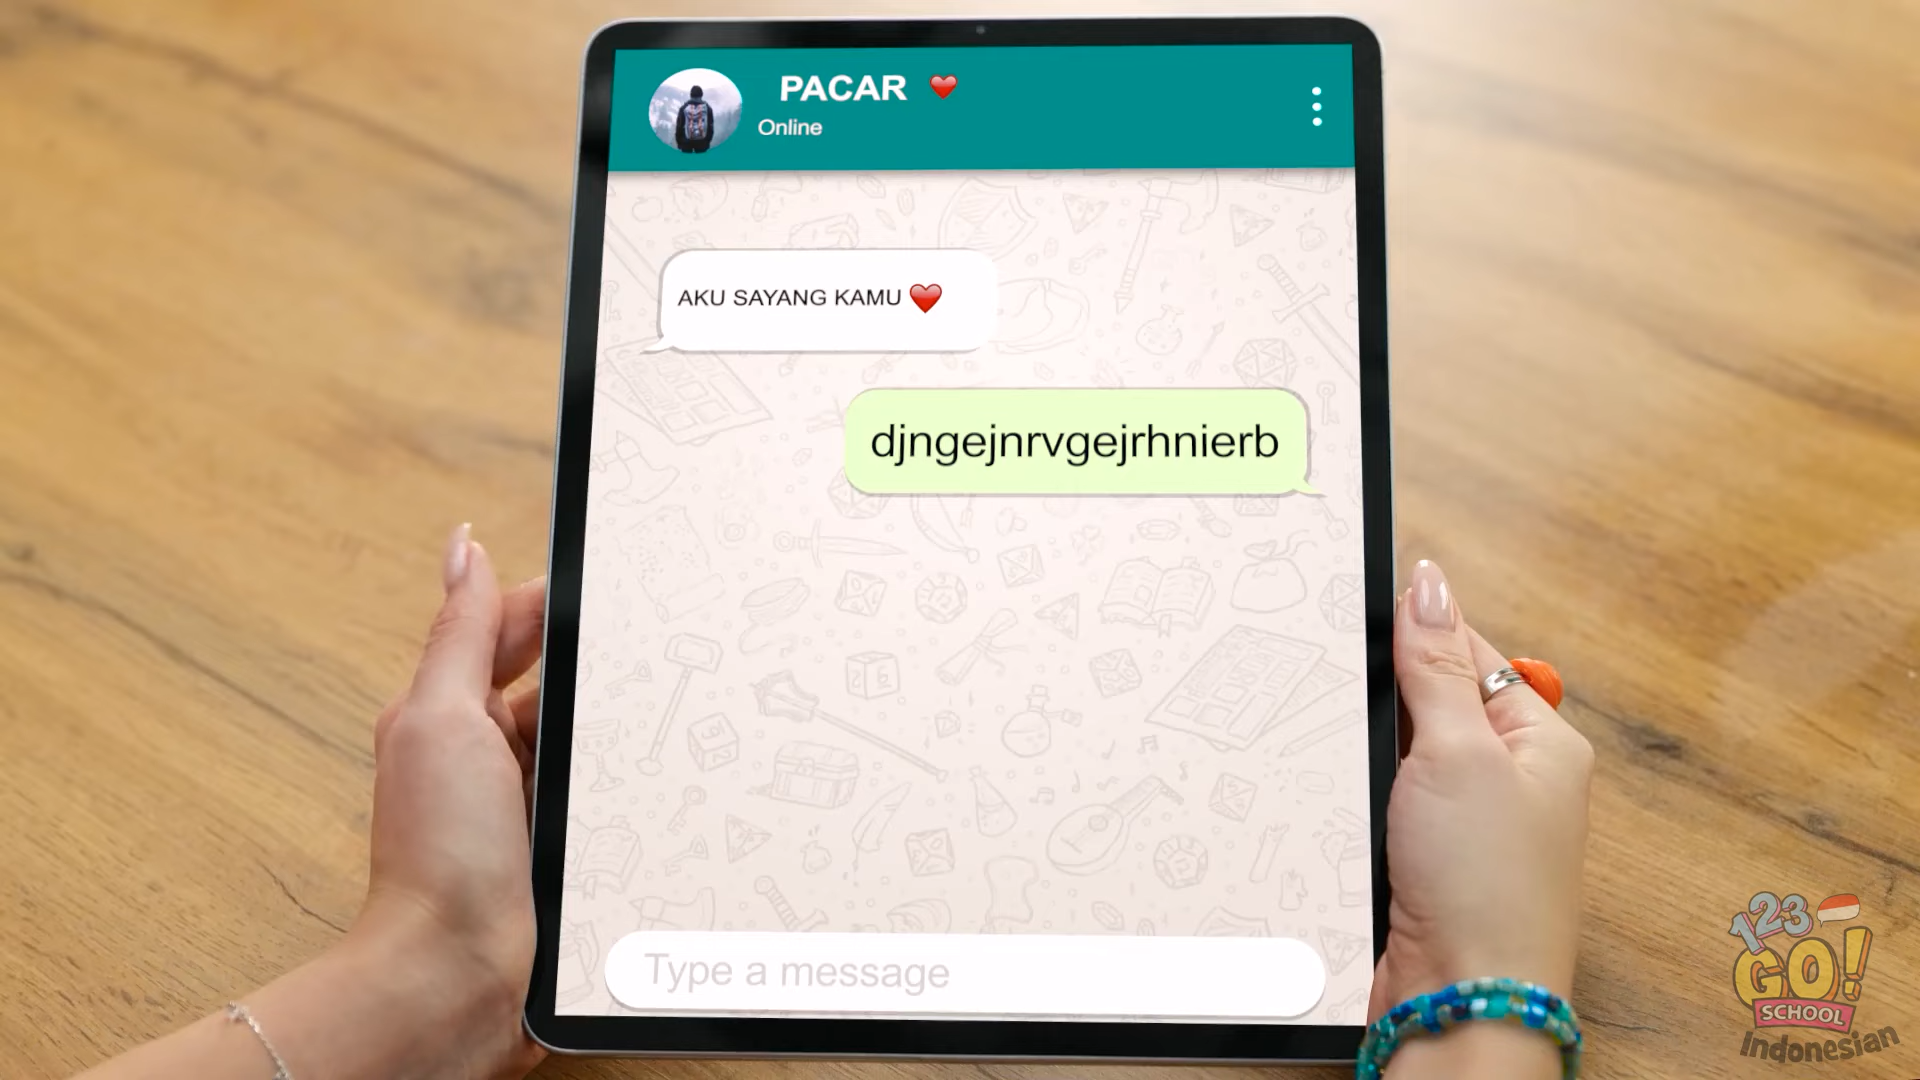 PACAR ❤️
Online
AKU SAYANG KAMU ❤️
djngejnrvgejrhnierb
Type a message
123
GO!
SCHOOL
Indonesian